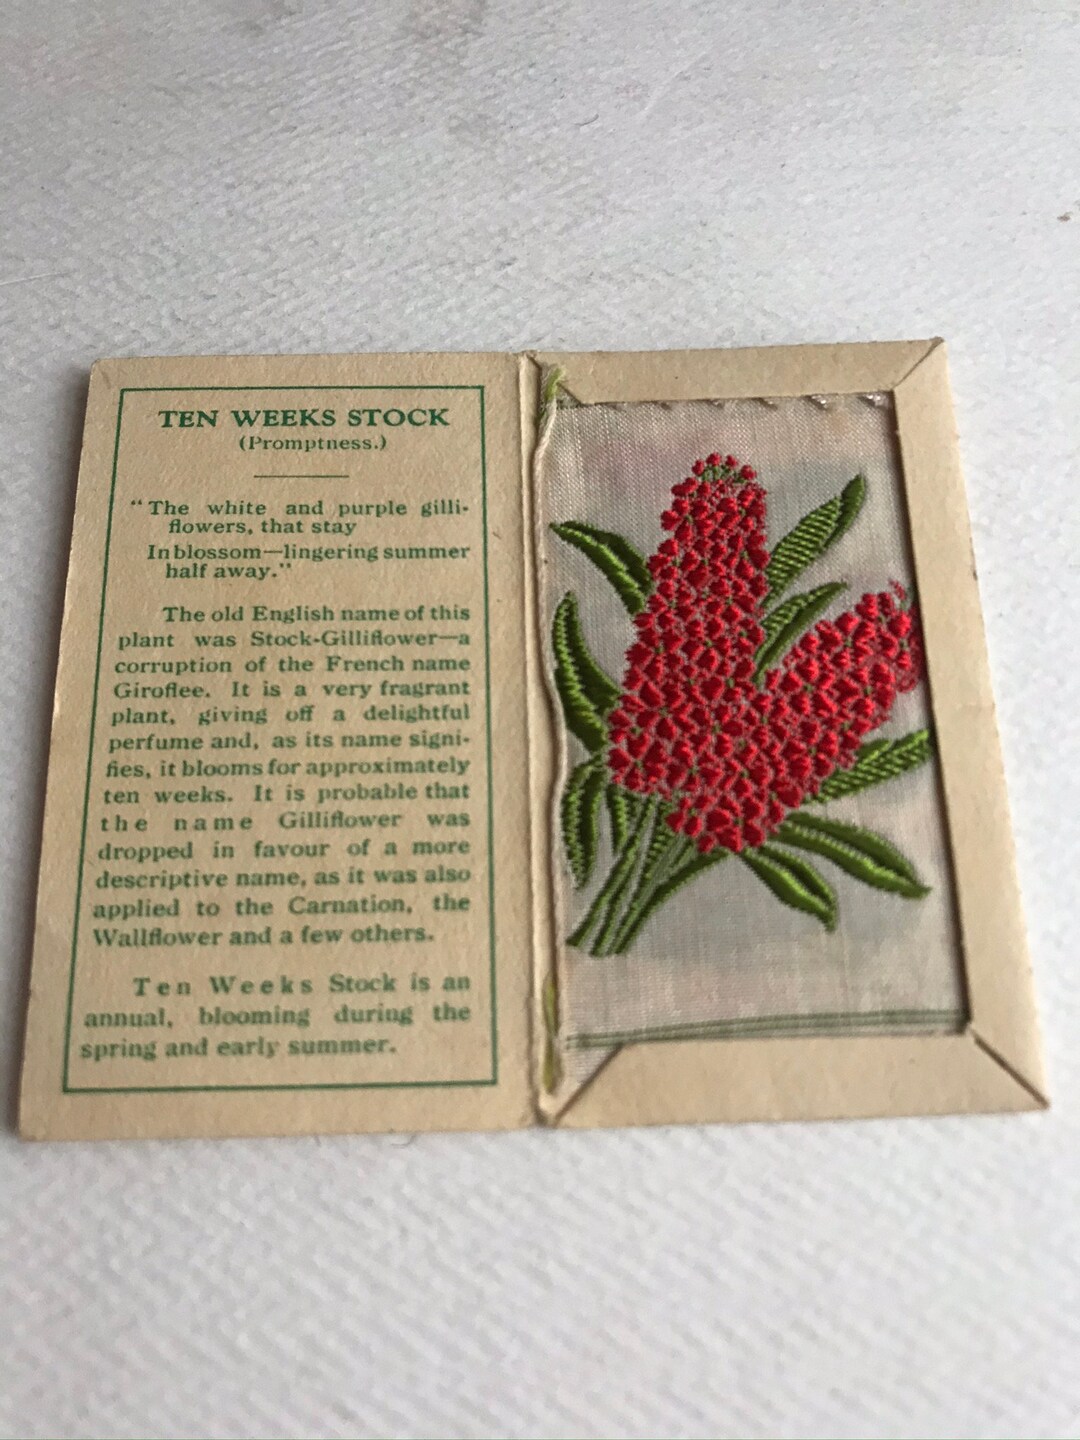 TEN WEEKS STOCK
(Promptness.)
"The white and purple gilli-
flowers, that stay
In blossom—lingering summer
half away."
The old English name of this
plant was Stock-Gilliflower—a
corruption of the French name
Giroflee. It is a very fragrant
plant, giving off a delightful
perfume and, as its name signi-
fies, it blooms for approximately
ten weeks. It is probable that
the name Gilliflower was
dropped in favour of a more
descriptive name, as it was also
applied to the Carnation, the
Wallflower and a few others.
Ten Weeks Stock is an
annual, blooming during the
spring and early summer.